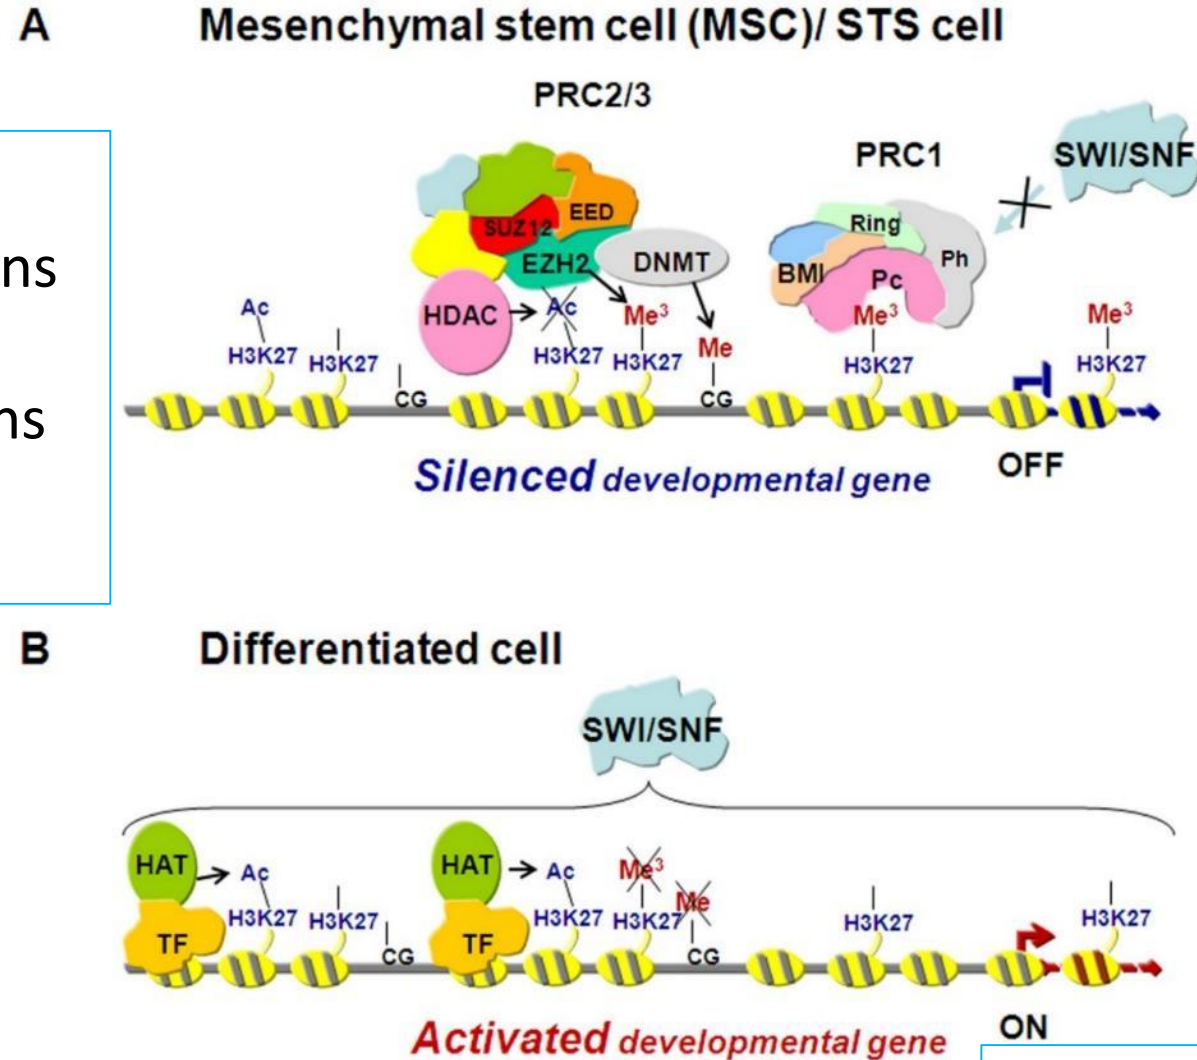 A Mesenchymal stem cell (MSC)/ STS cell
PRC2/3
PRC1
SWI/SNF
ns
ns
SUZ12
EED
EZH2
DNMT
HDAC
Ring
BMI
Pc
Ph
Ac
Ac
Me³
Me
Me³
Me³
H3K27
H3K27
CG
H3K27
H3K27
CG
H3K27
H3K27
OFF
Silenced developmental gene
B Differentiated cell
SWI/SNF
HAT
Ac
HAT
Ac
Me³
Me
H3K27
H3K27
H3K27
H3K27
H3K27
H3K27
TF
CG
TF
CG
ON
Activated developmental gene